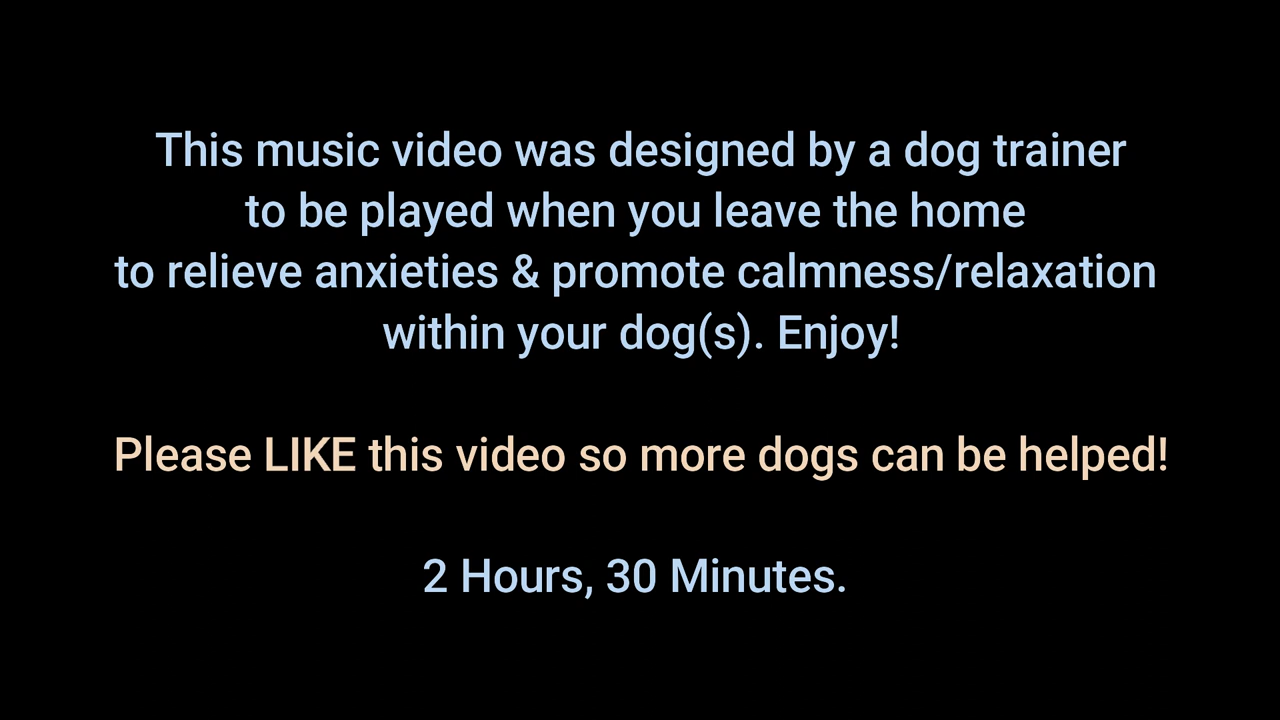 This music video was designed by a dog trainer
to be played when you leave the home
to relieve anxieties & promote calmness/relaxation
within your dog(s). Enjoy!
Please LIKE this video so more dogs can be helped!
2 Hours, 30 Minutes.